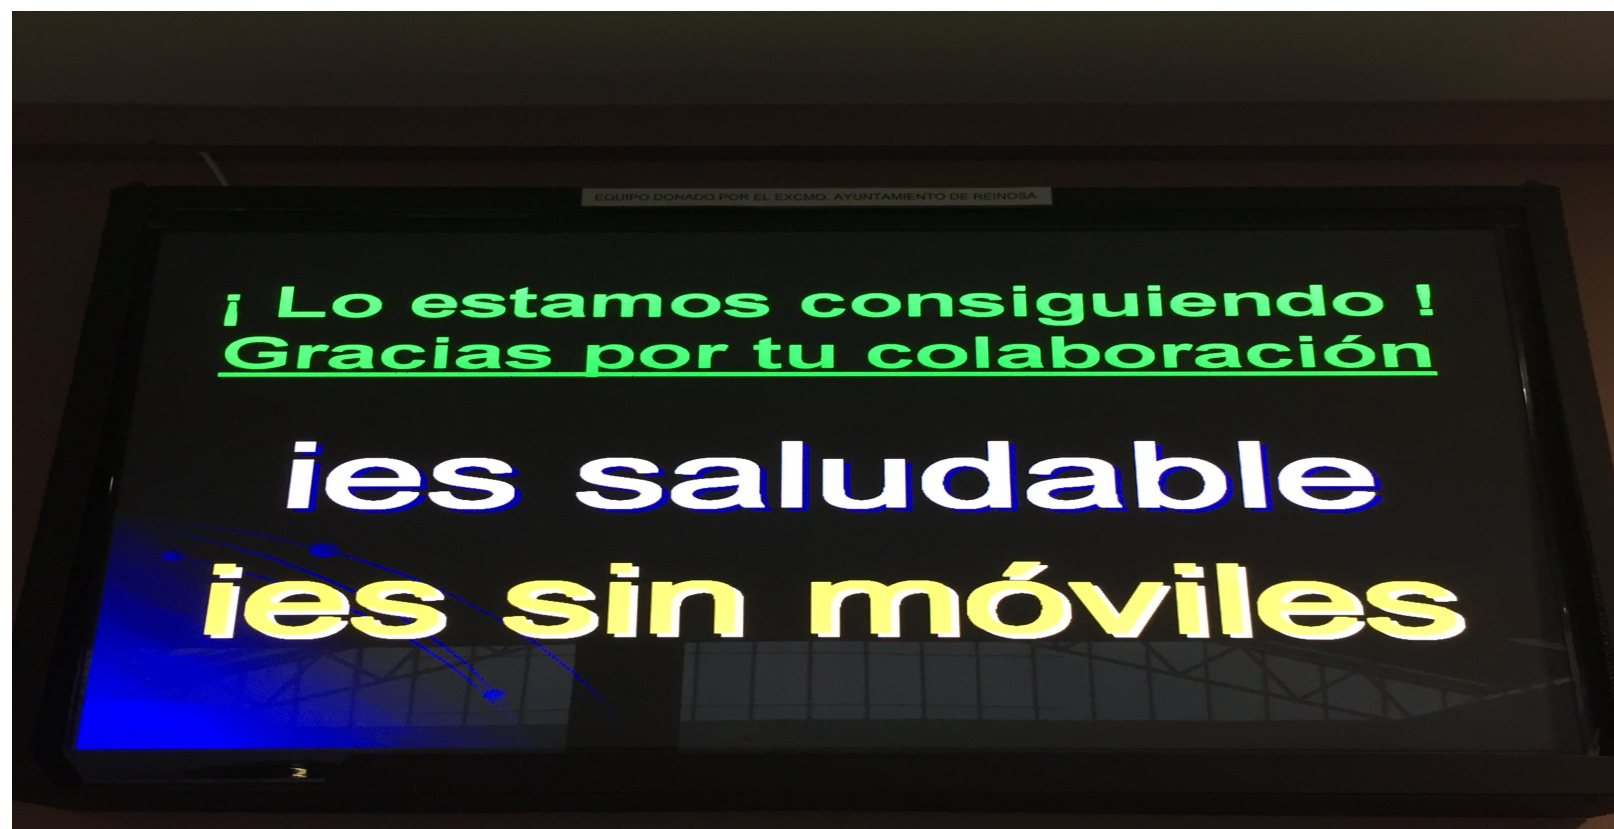 EQUIPO DONADO POR EL EXCMO. AYUNTAMIENTO DE REINOSA
¡ Lo estamos consiguiendo !
Gracias por tu colaboración
ies saludable
ies sin móviles